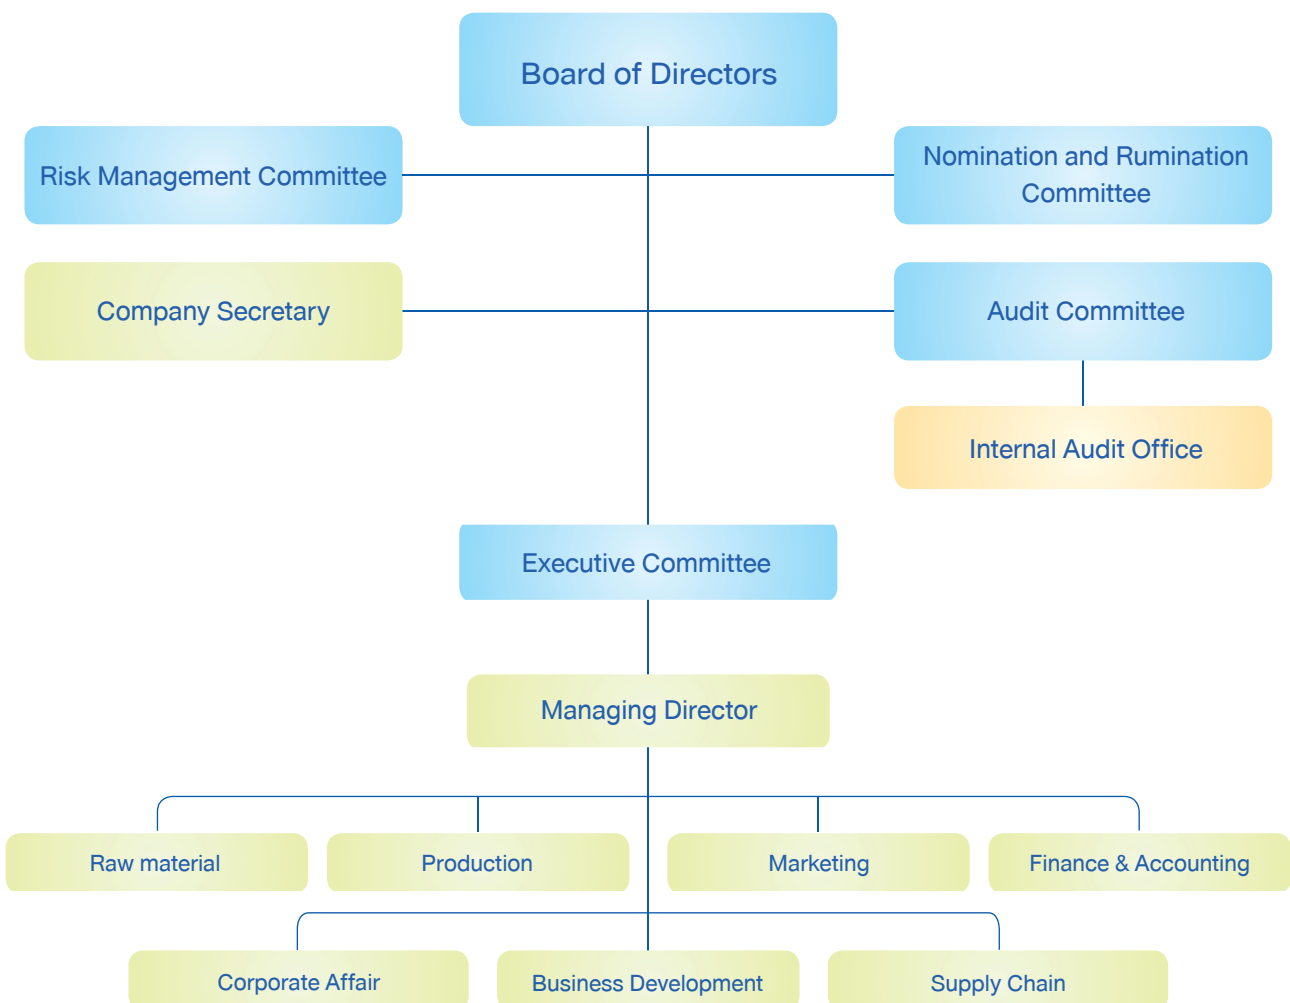 Board of Directors
Risk Management Committee
Nomination and Rumination
Committee
Company Secretary
Audit Committee
Internal Audit Office
Executive Committee
Managing Director
Raw material
Production
Marketing
Finance & Accounting
Corporate Affair
Business Development
Supply Chain